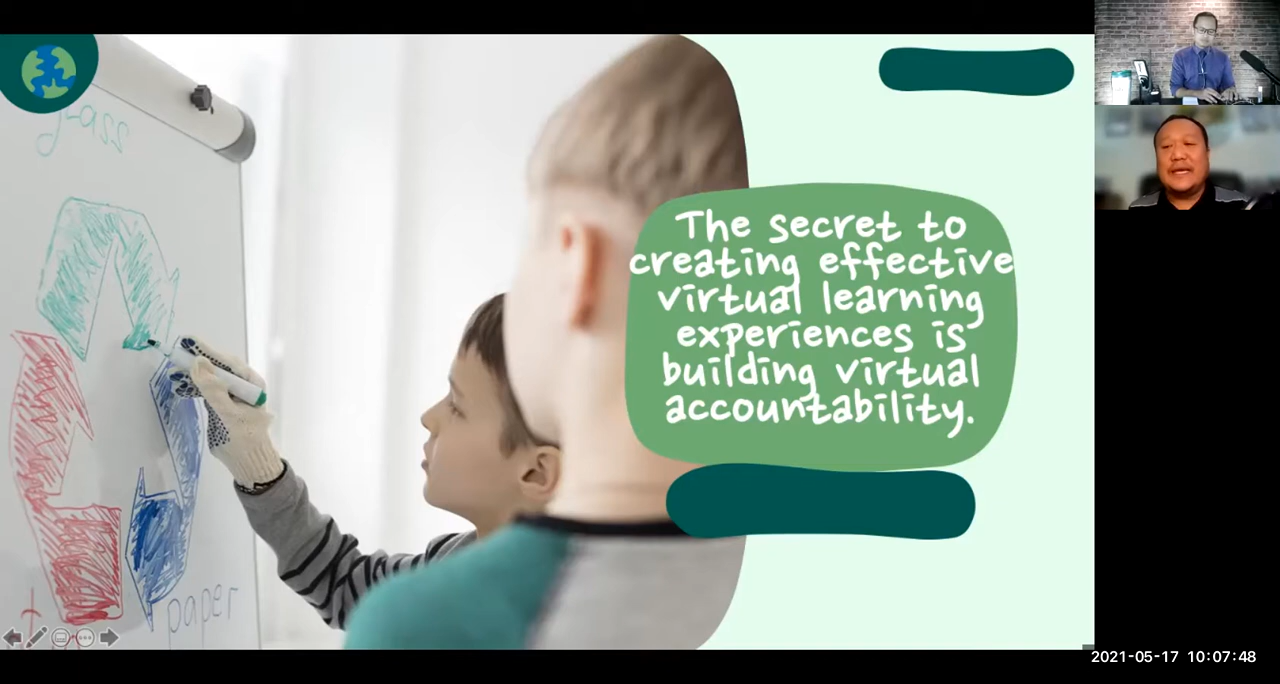 glass
The secret to
creating effective
virtual learning
experiences is
building virtual
accountability.
paper
2021-05-17 10:07:48